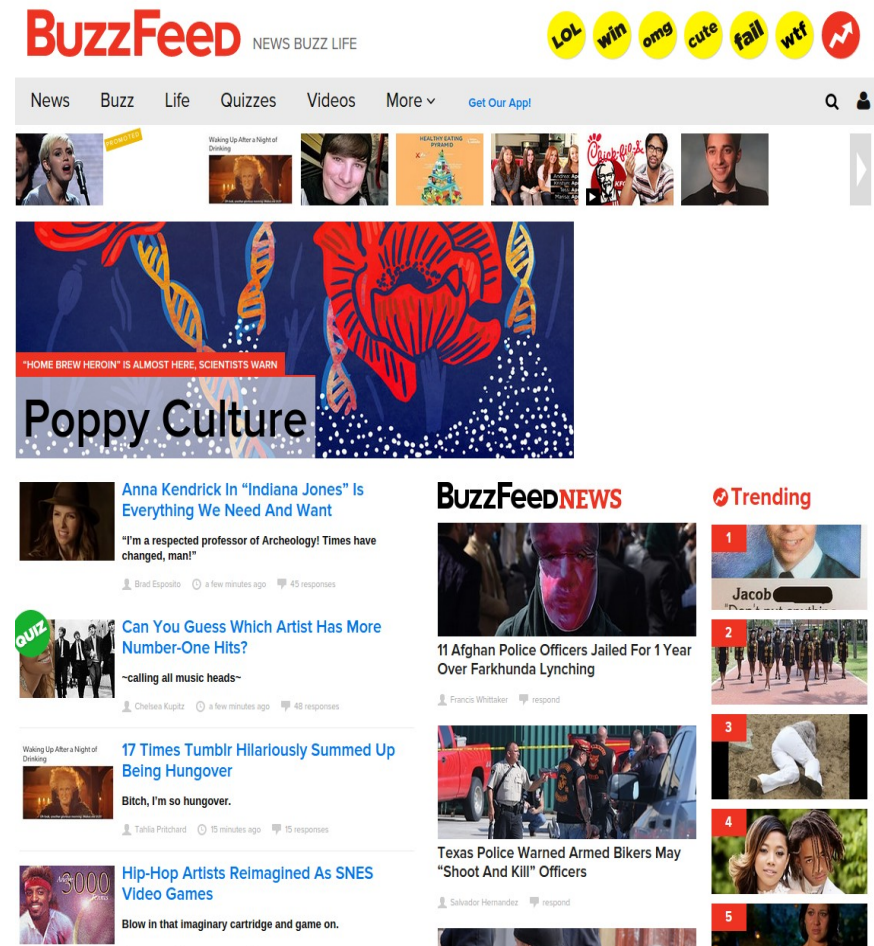 BuzzFeed NEWS BUZZ LIFE
LOL win omg cute fail wtf
News Buzz Life Quizzes Videos More Get Our App!
PROMOTED
Waking Up After a Night of
Drinking
HEALTHY EATING
PYRAMID
Chick-fil-A
KFC
"HOME BREW HEROIN" IS ALMOST HERE, SCIENTISTS WARN
Poppy Culture
Anna Kendrick In “Indiana Jones” Is
Everything We Need And Want
“I’m a respected professor of Archeology! Times have
changed, man!”
Brad Esposito a few minutes ago 45 responses
QUIZ
Can You Guess Which Artist Has More
Number-One Hits?
~calling all music heads~
Chelsea Kupitz a few minutes ago 48 responses
Waking Up After a Night of
Drinking
17 Times Tumblr Hilariously Summed Up
Being Hungover
Bitch, I’m so hungover.
Tahlia Pritchard 15 minutes ago 15 responses
3000
Hip-Hop Artists Reimagined As SNES
Video Games
Blow in that imaginary cartridge and game on.
BuzzFeed NEWS
11 Afghan Police Officers Jailed For 1 Year
Over Farkhunda Lynching
Francis Whittaker respond
Texas Police Warned Armed Bikers May
“Shoot And Kill” Officers
Salvador Hernandez respond
Trending
1
Jacob
2
3
4
5